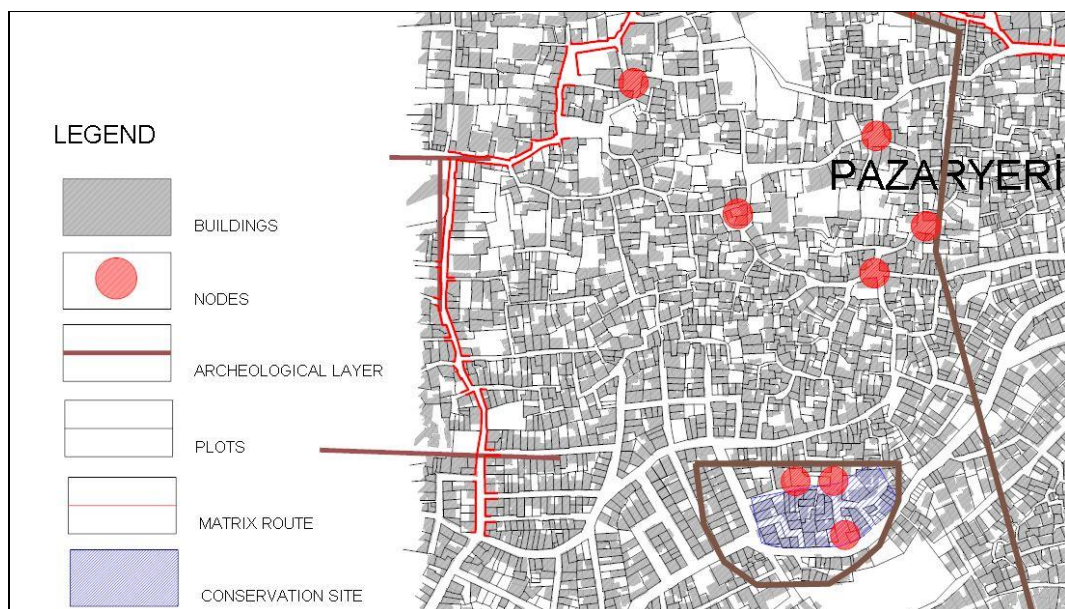 LEGEND
BUILDINGS
NODES
ARCHEOLOGICAL LAYER
PLOTS
MATRIX ROUTE
CONSERVATION SITE
PAZARYERİ